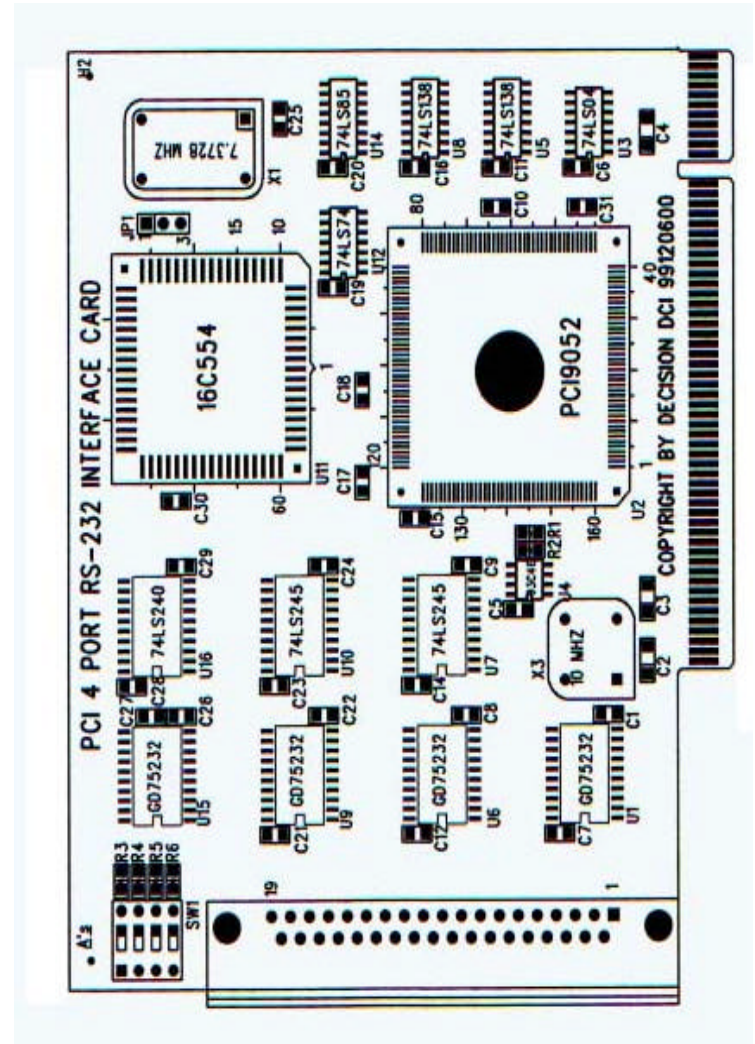 PCI 4 PORT RS-232 INTERFACE CARD
7.3728 MHZ
X1
C25
JP1
1
3
15
10
16C554
1
U11
60
C30
74LS85
U14
C20
74LS138
U8
C16
74LS138
U5
C11
74LS04
U3
C6
C4
74LS74
U12
C19
C18
C17
80
C10
C31
40
PCI9052
1
120
130
160
C15
U2
R2
R1
COPYRIGHT BY DECISION DCI 99120600
C29
74LS240
U16
C27
C28
C26
C24
74LS245
U10
C23
C22
C9
74LS245
U7
C14
C8
C5
U4
X3
10 MHZ
C3
C2
C1
GD75232
U15
GD75232
U9
C21
GD75232
U6
C12
GD75232
U1
C7
R3
R4
R5
R6
SW1
19
1